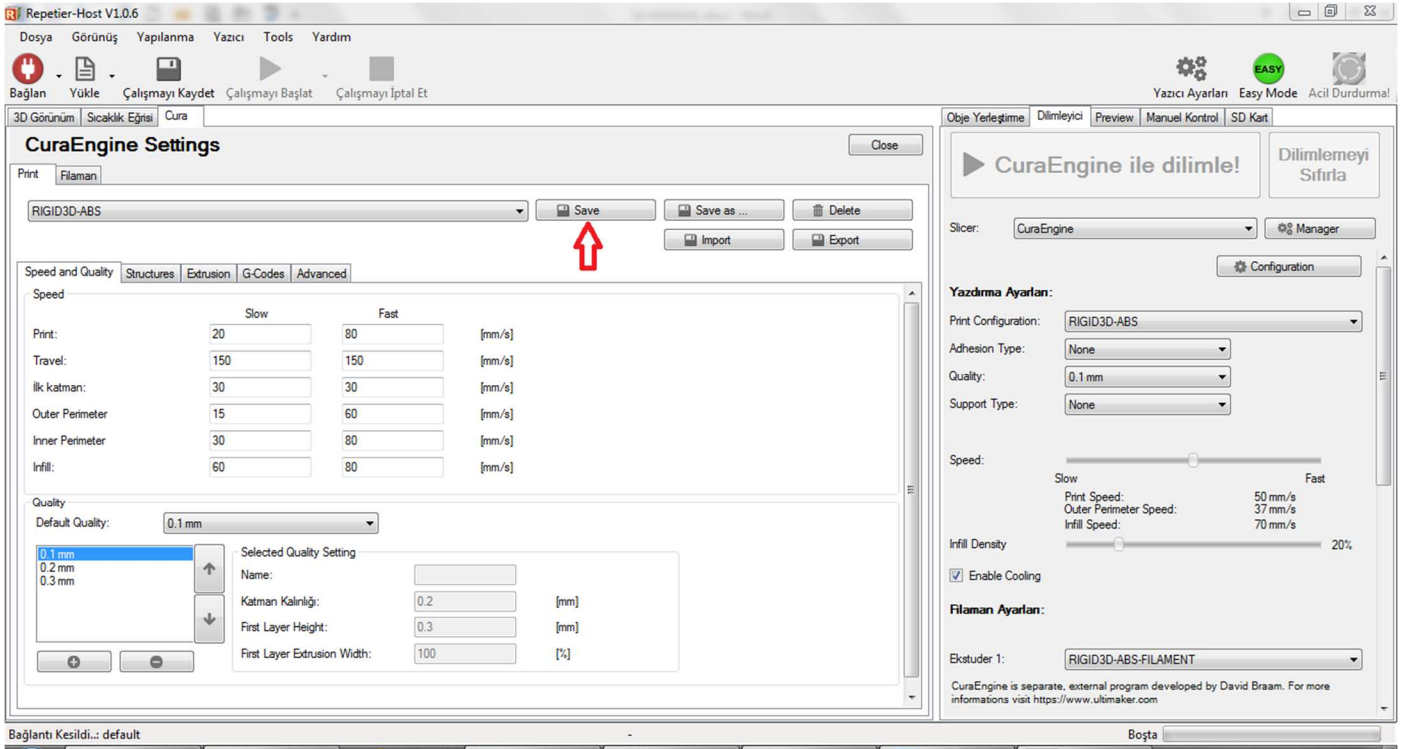 Repetier-Host V1.0.6
Dosya Görünüş Yapılanma Yazıcı Tools Yardım
Bağlan Yükle Çalışmayı Kaydet Çalışmayı Başlat Çalışmayı İptal Et Yazıcı Ayarları EASY Easy Mode Acil Durdurma!
3D Görünüm Sıcaklık Eğrisi Cura
CuraEngine Settings Close
Print Filaman
RIGID3D-ABS Save Save as ... Delete
Import Export
Speed and Quality Structures Extrusion G-Codes Advanced
Speed
Slow Fast
Print: 20 80 [mm/s]
Travel: 150 150 [mm/s]
İlk katman: 30 30 [mm/s]
Outer Perimeter 15 60 [mm/s]
Inner Perimeter 30 80 [mm/s]
Infill: 60 80 [mm/s]
Quality
Default Quality: 0.1 mm
0.1 mm
0.2 mm
0.3 mm
Selected Quality Setting
Name:
Katman Kalınlığı: 0.2 [mm]
First Layer Height: 0.3 [mm]
First Layer Extrusion Width: 100 [%]
Obje Yerleştirme Dilimleyici Preview Manuel Kontrol SD Kart
CuraEngine ile dilimle!
Dilimlemeyi
Sıfırla
Slicer: CuraEngine Manager
Configuration
Yazdırma Ayarları:
Print Configuration: RIGID3D-ABS
Adhesion Type: None
Quality: 0.1 mm
Support Type: None
Speed:
Slow Fast
Print Speed: 50 mm/s
Outer Perimeter Speed: 37 mm/s
Infill Speed: 70 mm/s
Infill Density 20%
Enable Cooling
Filaman Ayarları:
Ekstuder 1: RIGID3D-ABS-FILAMENT
CuraEngine is separate, external program developed by David Braam. For more
informations visit https://www.ultimaker.com
Bağlantı Kesildi..: default - Boşta